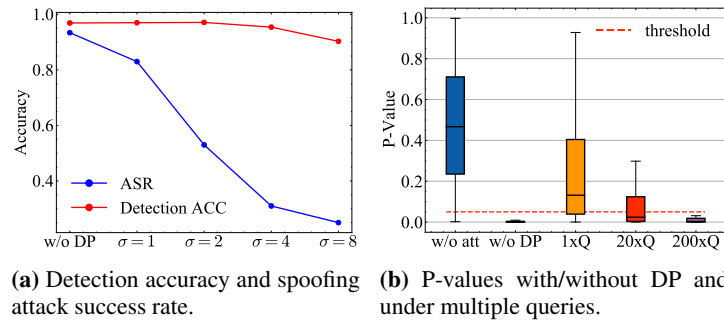 1.0
0.8
0.6
0.4
Accuracy
ASR
Detection ACC
w/o DP σ = 1 σ = 2 σ = 4 σ = 8
(a) Detection accuracy and spoofing
attack success rate.
1.0
0.8
0.6
0.4
0.2
0.0
P-Value
threshold
w/o att w/o DP 1xQ 20xQ 200xQ
(b) P-values with/without DP and
under multiple queries.